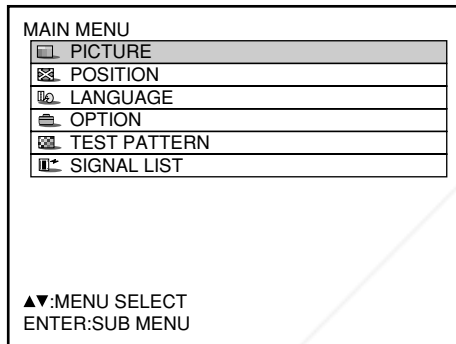 MAIN MENU
PICTURE
POSITION
LANGUAGE
OPTION
TEST PATTERN
SIGNAL LIST
▲▼:MENU SELECT
ENTER:SUB MENU